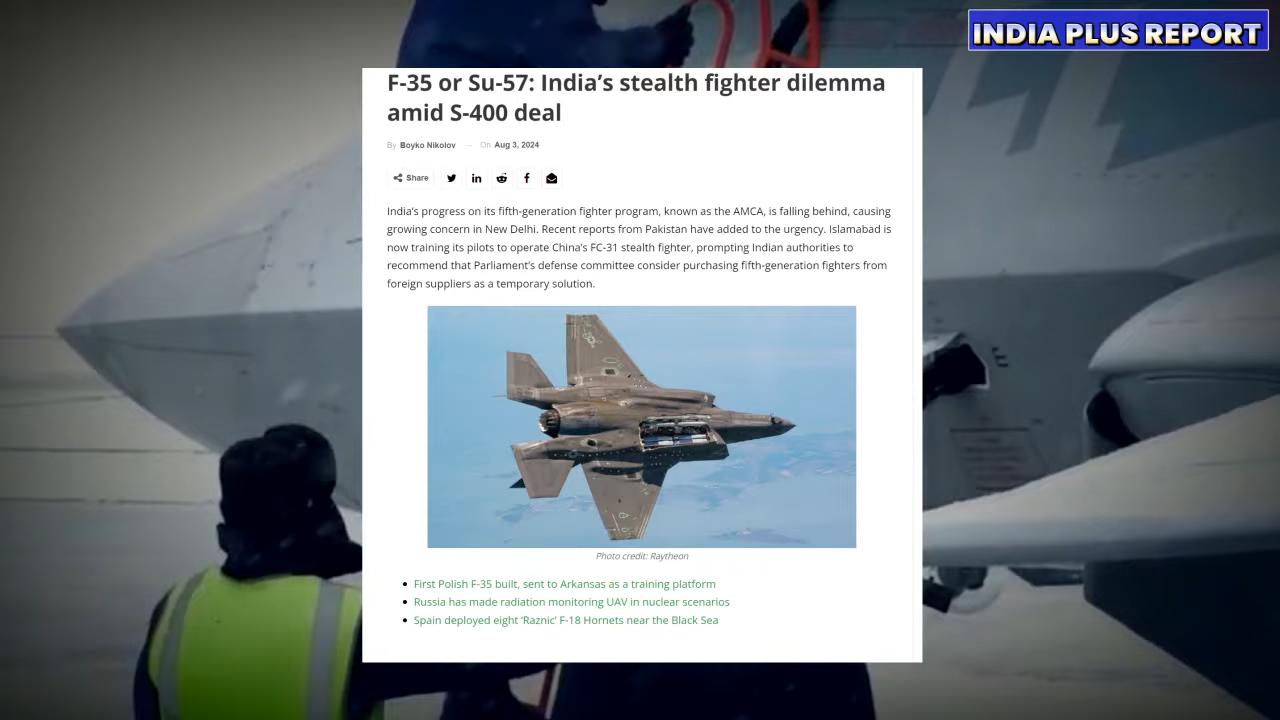 INDIA PLUS REPORT
F-35 or Su-57: India’s stealth fighter dilemma
amid S-400 deal
By Boyko Nikolov — On Aug 3, 2024
Share
India’s progress on its fifth-generation fighter program, known as the AMCA, is falling behind, causing
growing concern in New Delhi. Recent reports from Pakistan have added to the urgency. Islamabad is
now training its pilots to operate China’s FC-31 stealth fighter, prompting Indian authorities to
recommend that Parliament’s defense committee consider purchasing fifth-generation fighters from
foreign suppliers as a temporary solution.
Photo credit: Raytheon
First Polish F-35 built, sent to Arkansas as a training platform
Russia has made radiation monitoring UAV in nuclear scenarios
Spain deployed eight ‘Raznic’ F-18 Hornets near the Black Sea